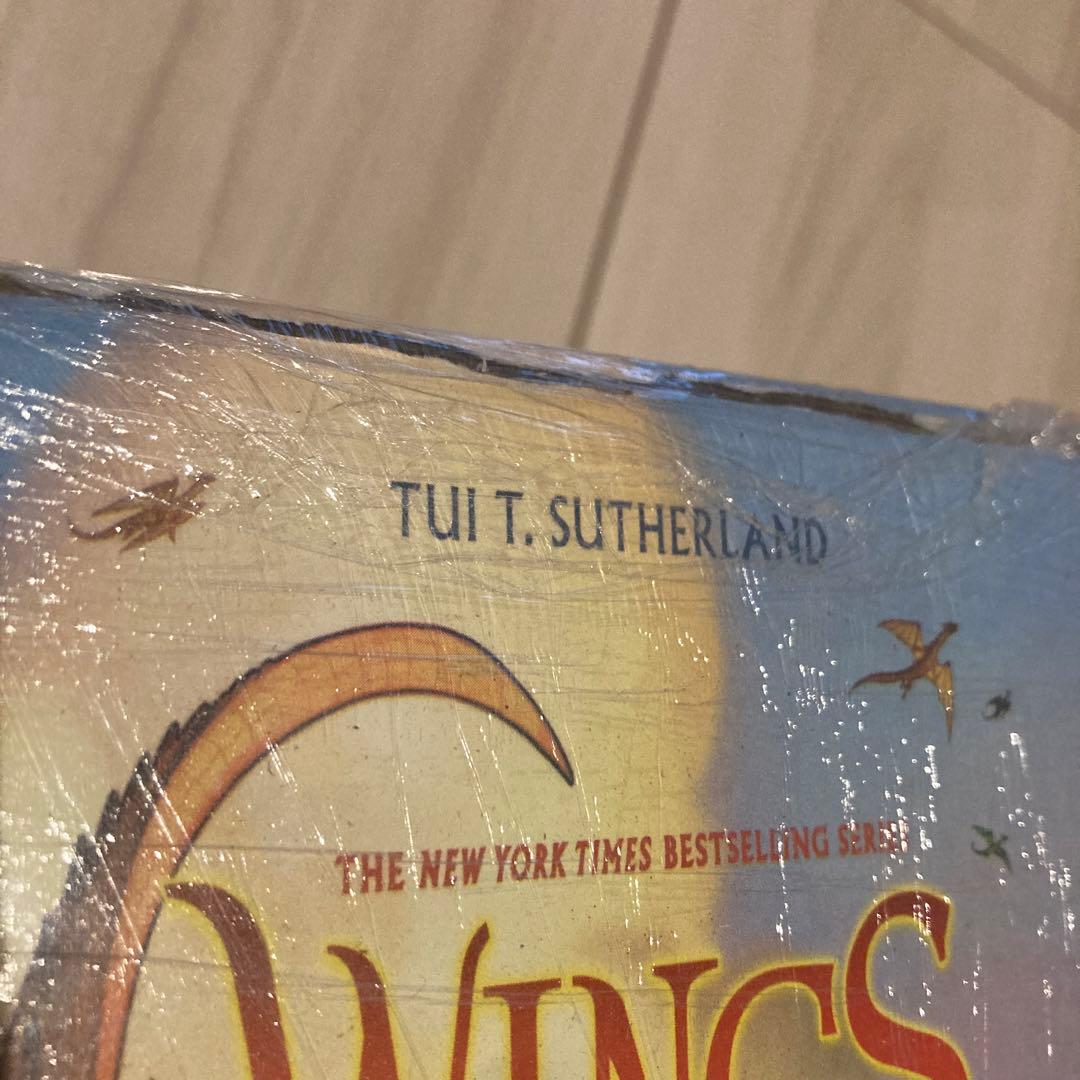 TUI T. SUTHERLAND
THE NEW YORK TIMES BESTSELLING SERIES
WINGS